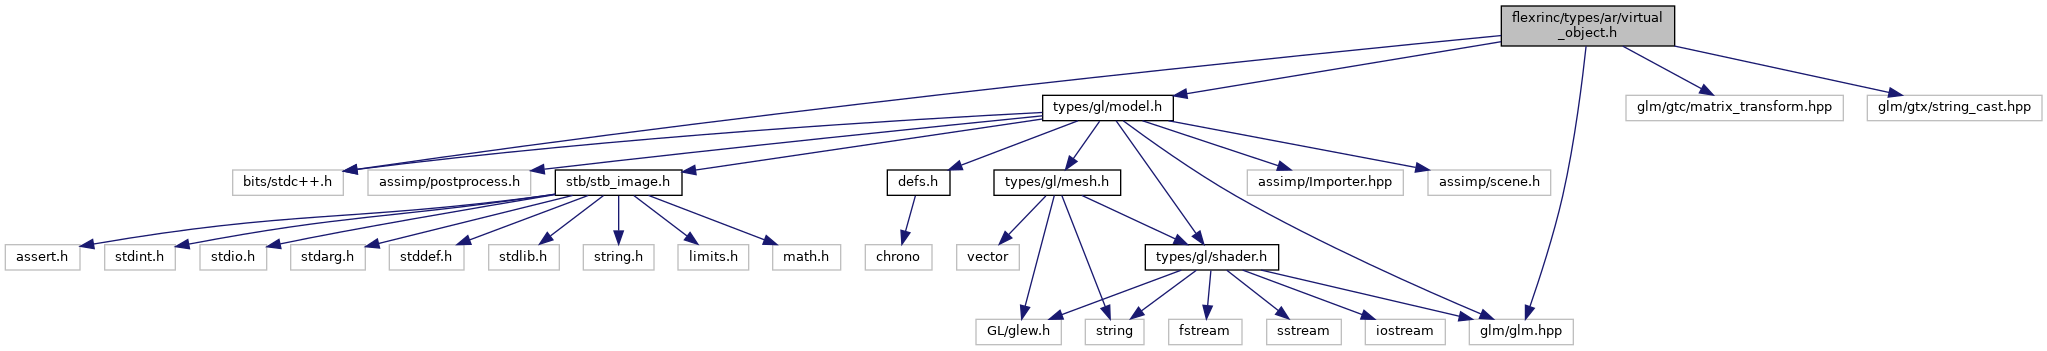 flexrinc/types/ar/virtual
_object.h
types/gl/model.h
glm/gtc/matrix_transform.hpp
glm/gtx/string_cast.hpp
bits/stdc++.h
assimp/postprocess.h
stb/stb_image.h
defs.h
types/gl/mesh.h
assimp/Importer.hpp
assimp/scene.h
assert.h
stdint.h
stdio.h
stdarg.h
stddef.h
stdlib.h
string.h
limits.h
math.h
chrono
vector
types/gl/shader.h
GL/glew.h
string
fstream
sstream
iostream
glm/glm.hpp